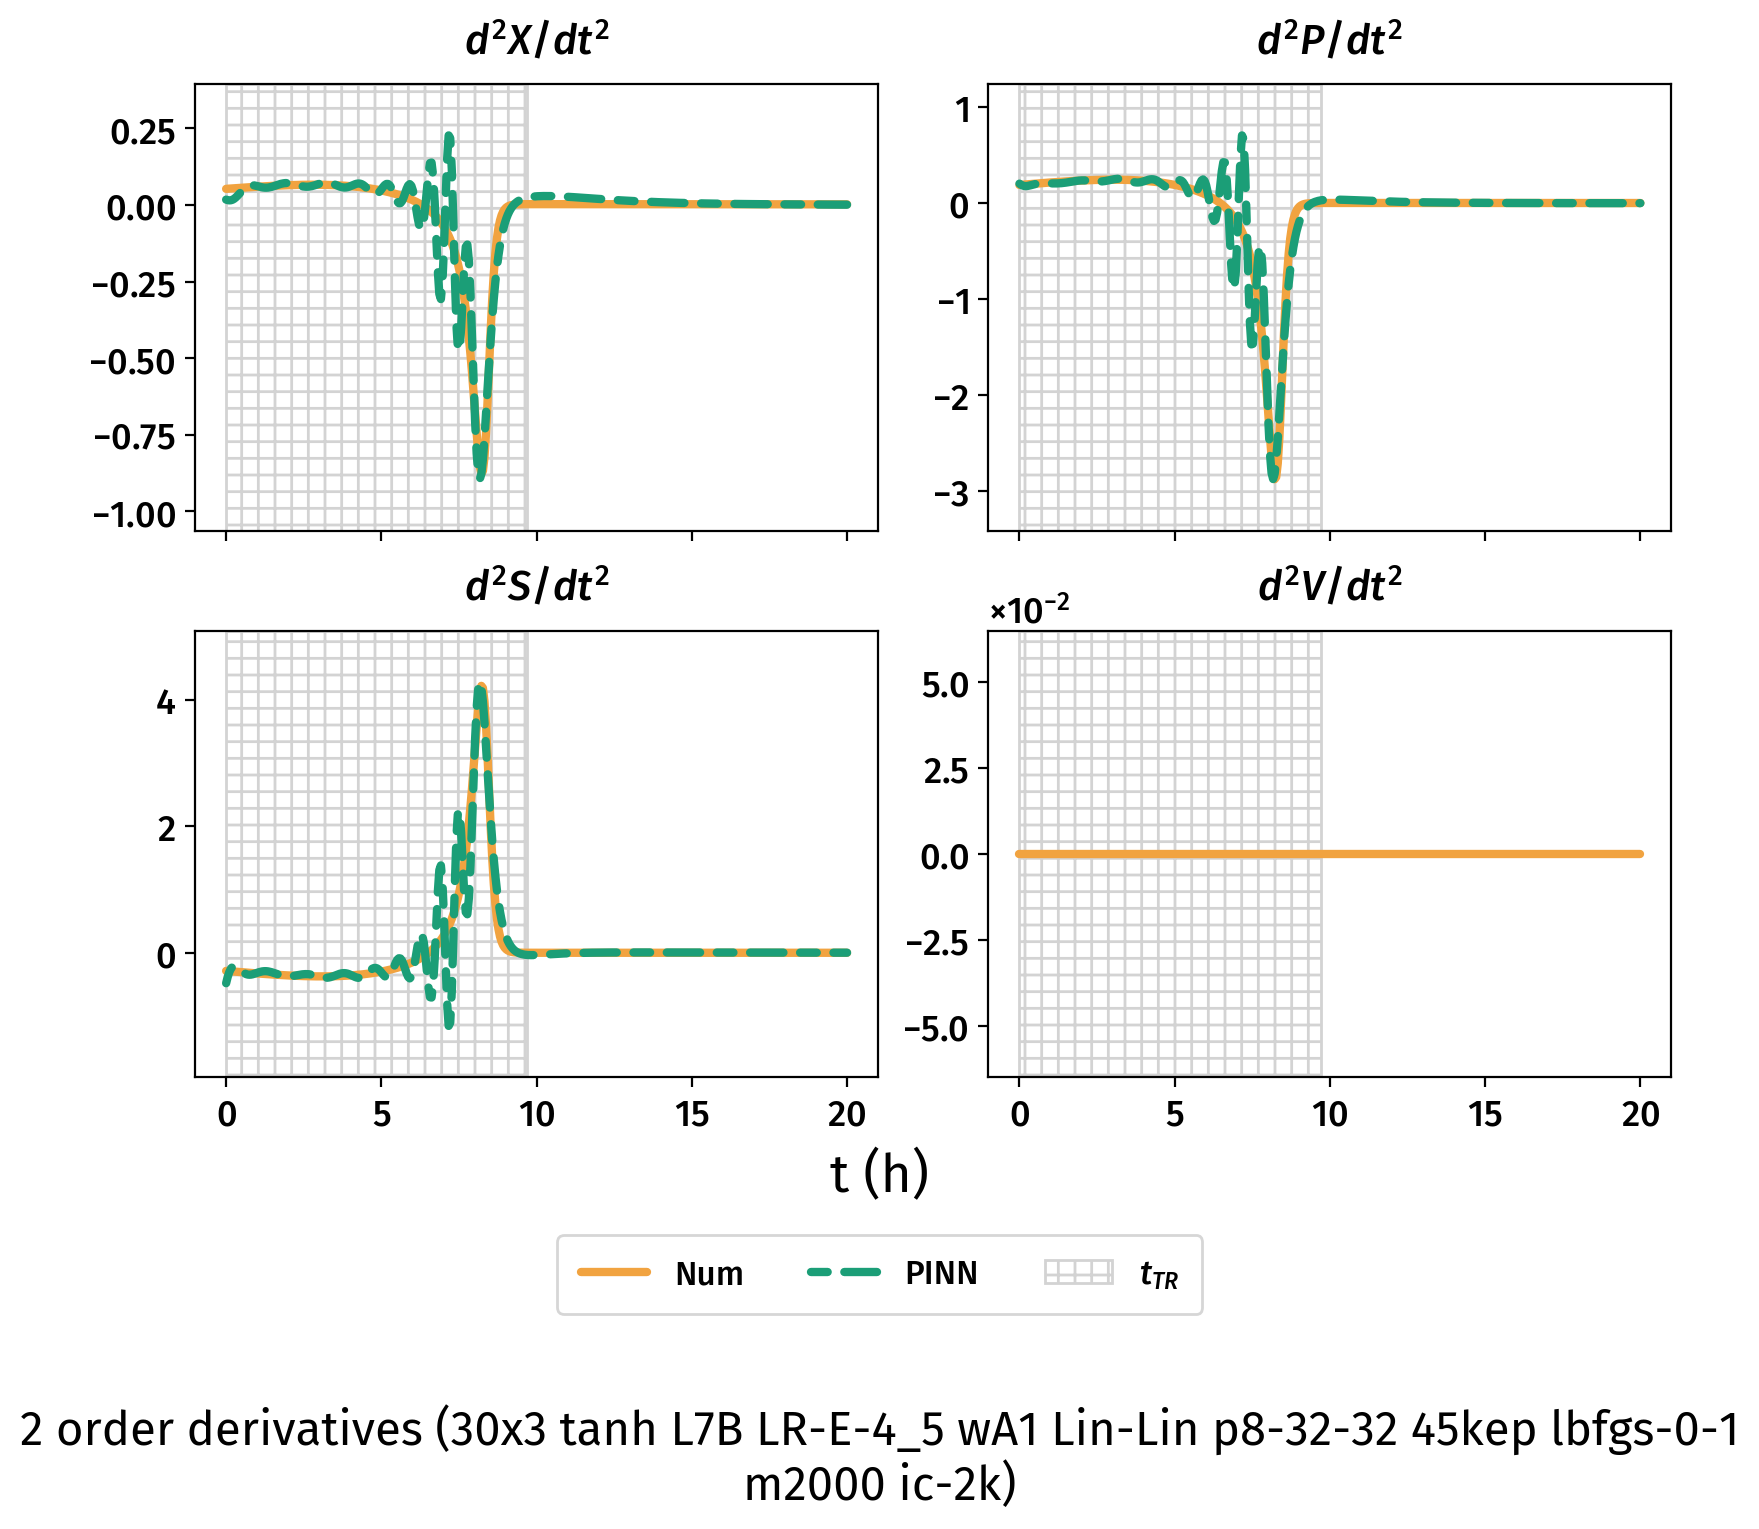 d²X/dt²
d²P/dt²
0.25
0.00
−0.25
−0.50
−0.75
−1.00
1
0
−1
−2
−3
d²S/dt²
d²V/dt²
×10⁻²
4
2
0
5.0
2.5
0.0
−2.5
−5.0
0 5 10 15 20
0 5 10 15 20
t (h)
Num PINN t_TR
2 order derivatives (30x3 tanh L7B LR-E-4_5 wA1 Lin-Lin p8-32-32 45kep lbfgs-0-1
m2000 ic-2k)